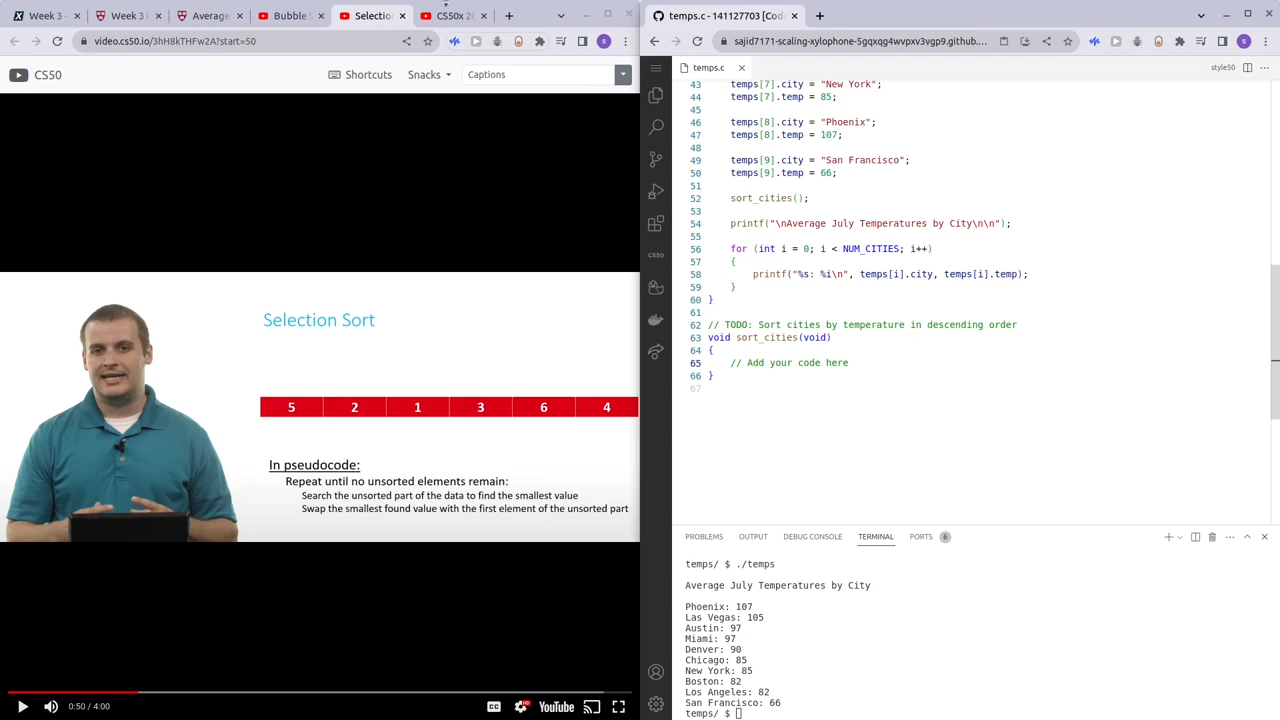 Week 3 -
Week 3 P
Average
Bubble S
Selection
CS50x 20
video.cs50.io/3hH8kTHFw2A?start=50
CS50
Shortcuts
Snacks
Captions
Selection Sort
5 2 1 3 6 4
In pseudocode:
Repeat until no unsorted elements remain:
Search the unsorted part of the data to find the smallest value
Swap the smallest found value with the first element of the unsorted part
0:50 / 4:00
CC
HD
YouTube
temps.c - 141127703 [Cod
sajid7171-scaling-xylophone-5gqxqg4wvpxv3vgp9.github....
s
temps.c
style50
43 temps[7].city = "New York";
44 temps[7].temp = 85;
45
46 temps[8].city = "Phoenix";
47 temps[8].temp = 107;
48
49 temps[9].city = "San Francisco";
50 temps[9].temp = 66;
51
52 sort_cities();
53
54 printf("\nAverage July Temperatures by City\n\n");
55
56 for (int i = 0; i < NUM_CITIES; i++)
57 {
58 printf("%s: %i\n", temps[i].city, temps[i].temp);
59 }
60 }
61
62 // TODO: Sort cities by temperature in descending order
63 void sort_cities(void)
64 {
65 // Add your code here
66 }
67
CS50
PROBLEMS
OUTPUT
DEBUG CONSOLE
TERMINAL
PORTS 6
temps/ $ ./temps
Average July Temperatures by City
Phoenix: 107
Las Vegas: 105
Austin: 97
Miami: 97
Denver: 90
Chicago: 85
New York: 85
Boston: 82
Los Angeles: 82
San Francisco: 66
temps/ $